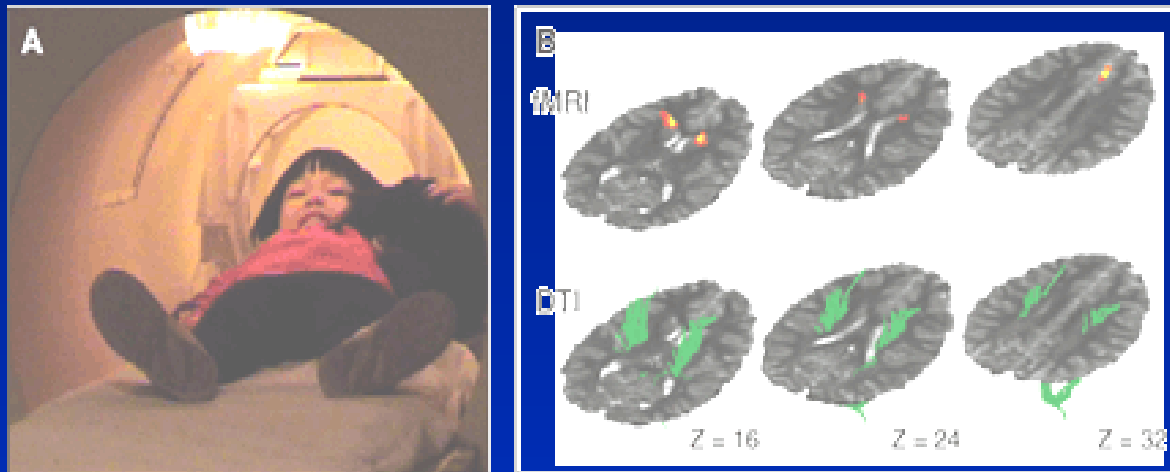 A
B
fMRI
DTI
Z = 16
Z = 24
Z = 32